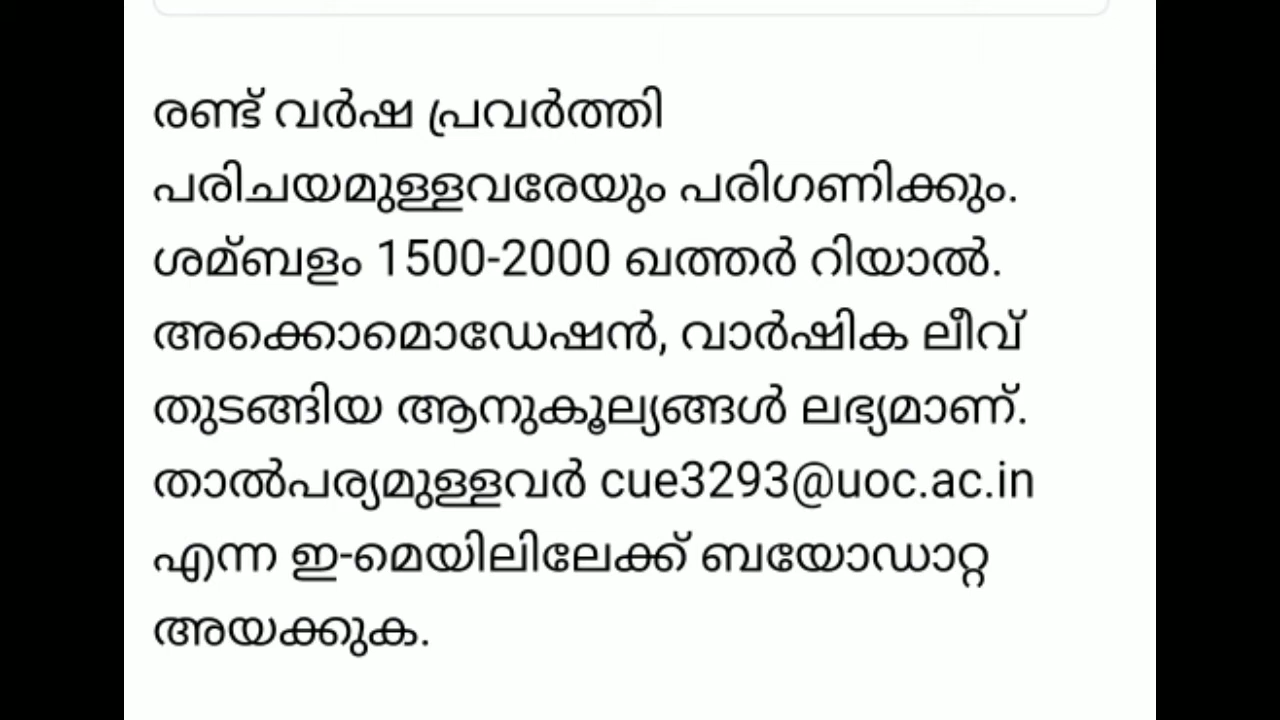 രണ്ട് വർഷ പ്രവർത്തി
പരിചയമുള്ളവരേയും പരിഗണിക്കും.
ശമ്ബളം 1500-2000 ഖത്തർ റിയാൽ.
അക്കൊമൊഡേഷൻ, വാർഷിക ലീവ്
തുടങ്ങിയ ആനുകൂല്യങ്ങൾ ലഭ്യമാണ്.
താൽപര്യമുള്ളവർ cue3293@uoc.ac.in
എന്ന ഇ-മെയിലിലേക്ക് ബയോഡാറ്റ
അയക്കുക.